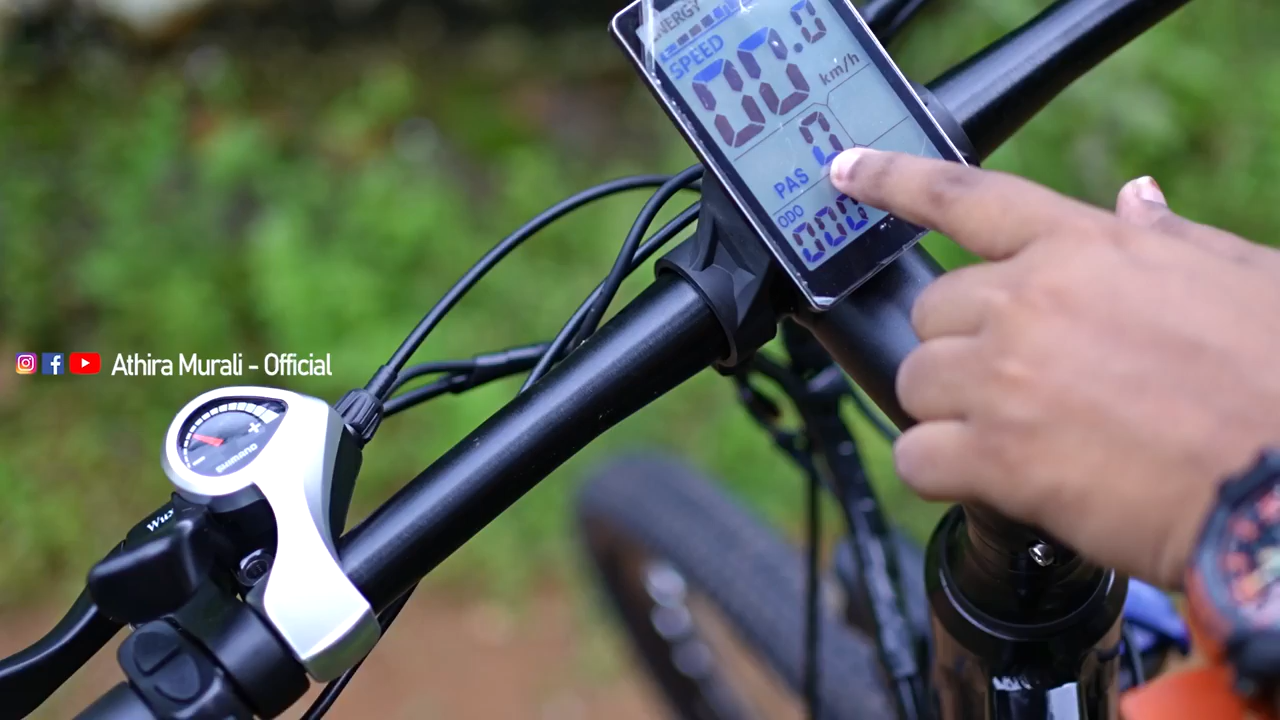 ENERGY
SPEED
00.0
km/h
0
PAS
ODO
000
Athira Murali - Official
+
SHIMANO